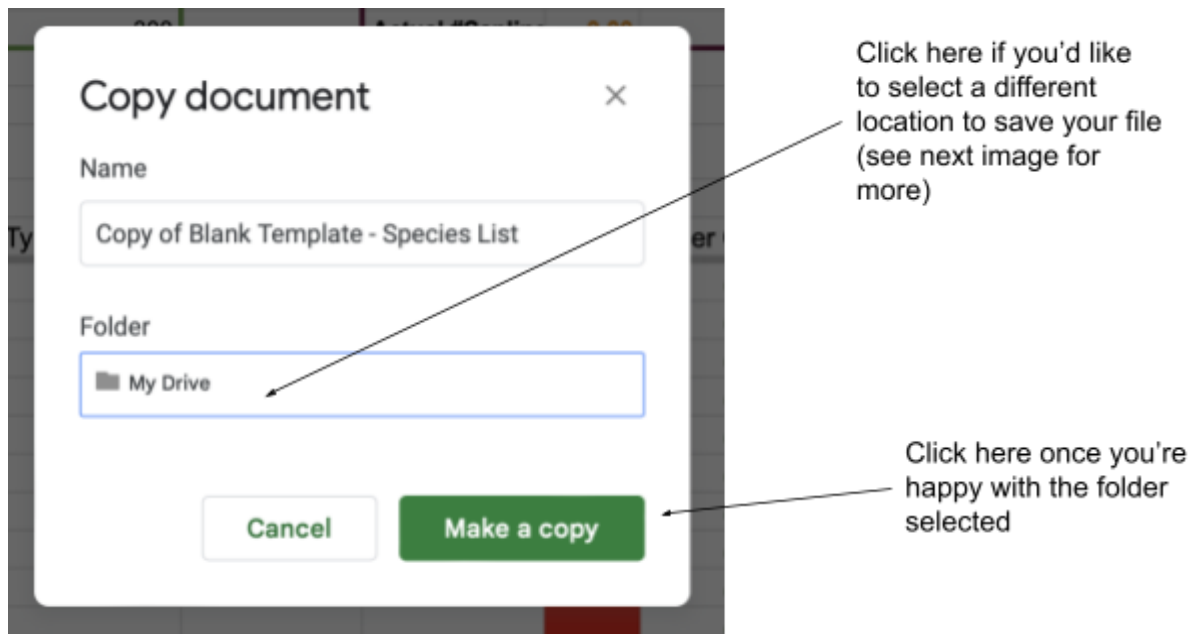 Copy document
Name
Copy of Blank Template - Species List
Folder
My Drive
Cancel
Make a copy
Click here if you’d like
to select a different
location to save your file
(see next image for
more)
Click here once you’re
happy with the folder
selected
Ty
er